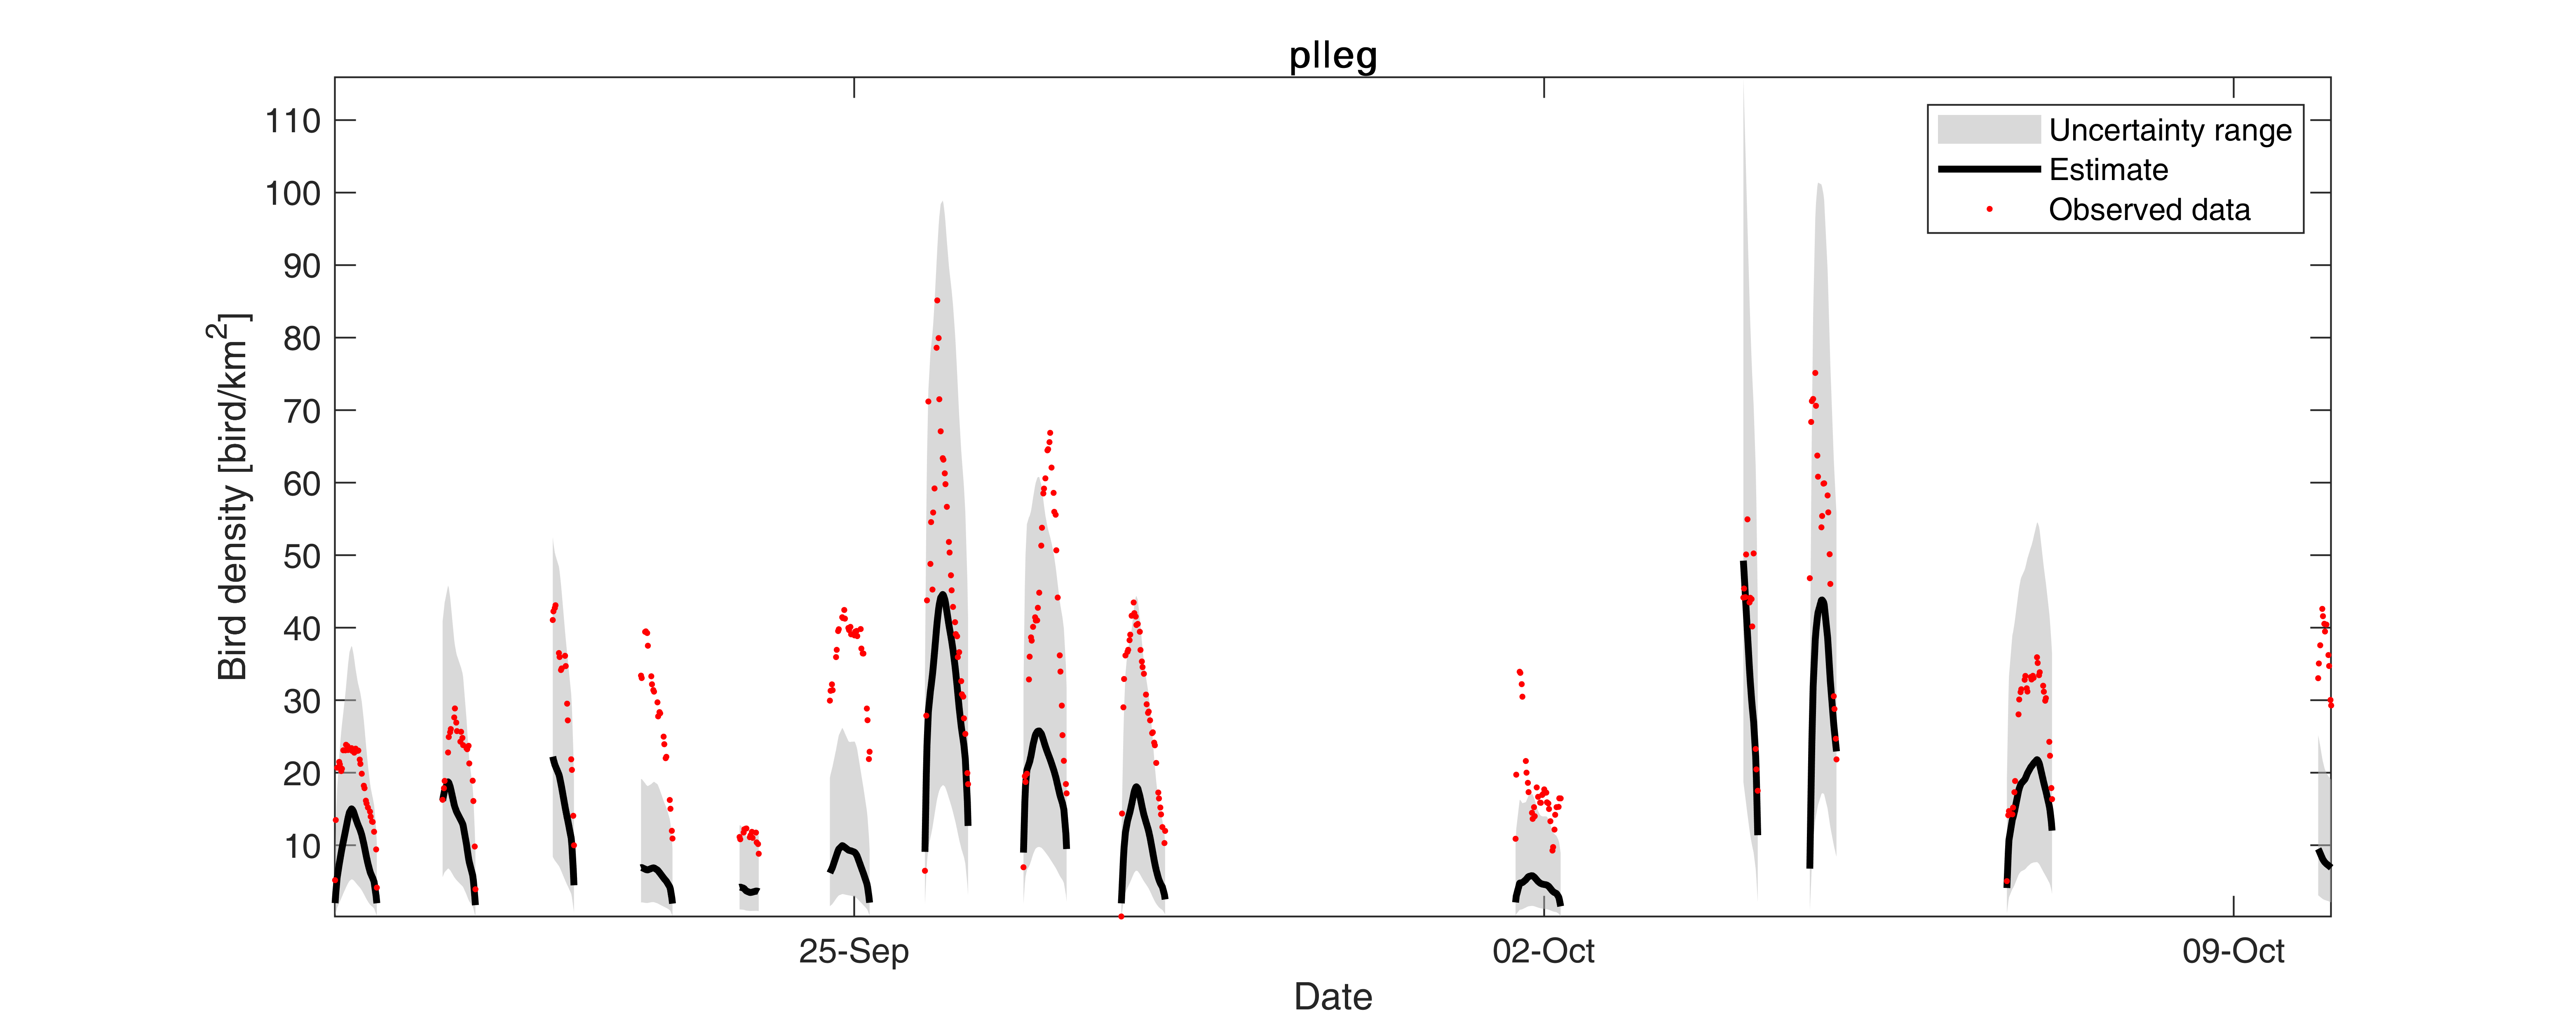 plleg
110
100
90
80
70
60
50
40
30
20
10
Bird density [bird/km²]
Uncertainty range
Estimate
Observed data
25-Sep
02-Oct
09-Oct
Date